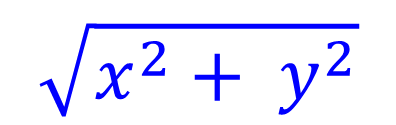 √(x² + y²)